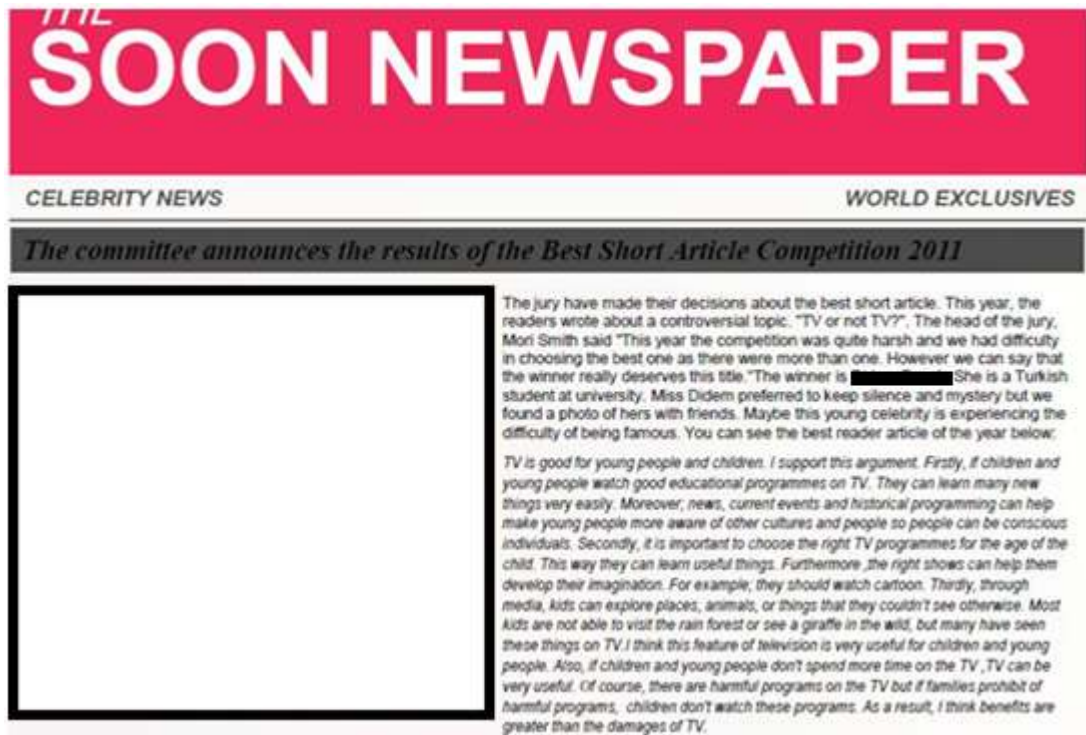 THE
SOON NEWSPAPER
CELEBRITY NEWS
WORLD EXCLUSIVES
The committee announces the results of the Best Short Article Competition 2011
The jury have made their decisions about the best short article. This year, the
readers wrote about a controversial topic. "TV or not TV?". The head of the jury,
Mori Smith said "This year the competition was quite harsh and we had difficulty
in choosing the best one as there were more than one. However we can say that
the winner really deserves this title."The winner is She is a Turkish
student at university. Miss Didem preferred to keep silence and mystery but we
found a photo of hers with friends. Maybe this young celebrity is experiencing the
difficulty of being famous. You can see the best reader article of the year below:
TV is good for young people and children. I support this argument. Firstly, if children and
young people watch good educational programmes on TV. They can learn many new
things very easily. Moreover, news, current events and historical programming can help
make young people more aware of other cultures and people so people can be conscious
individuals. Secondly, it is important to choose the right TV programmes for the age of the
child. This way they can learn useful things. Furthermore ,the right shows can help them
develop their imagination. For example; they should watch cartoon. Thirdly, through
media, kids can explore places, animals, or things that they couldn't see otherwise. Most
kids are not able to visit the rain forest or see a giraffe in the wild, but many have seen
these things on TV.I think this feature of television is very useful for children and young
people. Also, if children and young people don't spend more time on the TV ,TV can be
very useful. Of course, there are harmful programs on the TV but if families prohibit of
harmful programs, children don't watch these programs. As a result, I think benefits are
greater than the damages of TV.